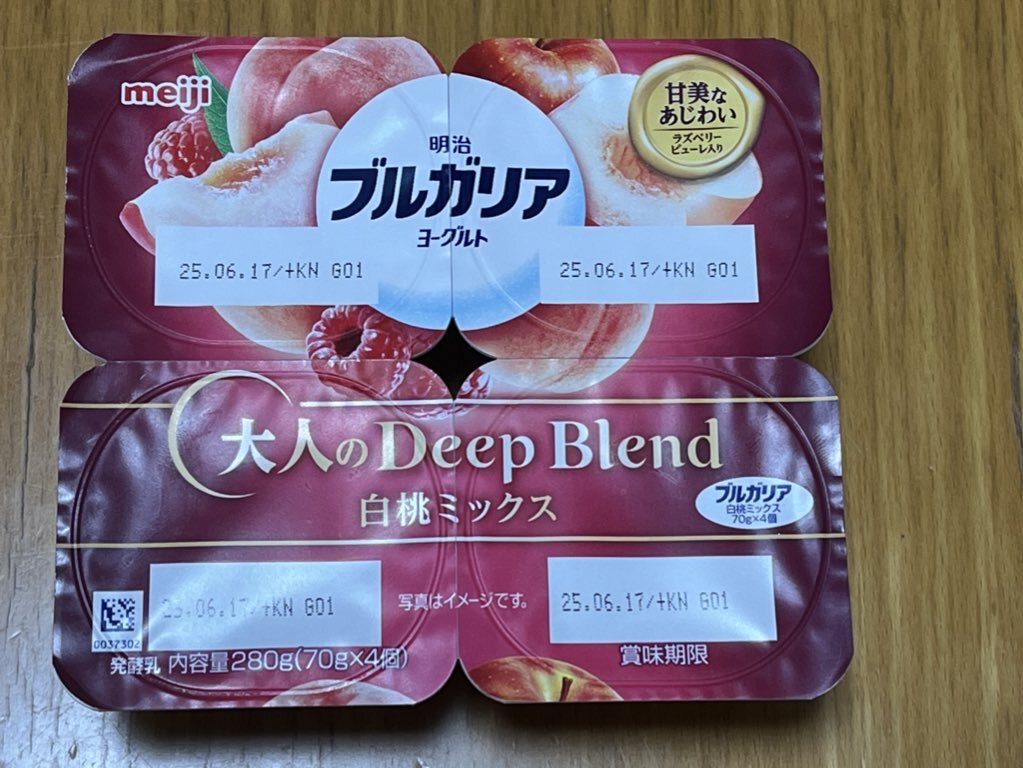 meiji
明治
ブルガリア
ヨーグルト
甘美な
あじわい
ラズベリー
ピューレ入り
25.06.17/+KN G01
25.06.17/+KN G01
大人のDeep Blend
白桃ミックス
ブルガリア
白桃ミックス
70g×4個
25.06.17/+KN G01
写真はイメージです。
25.06.17/+KN G01
0037302
発酵乳 内容量280g(70g×4個)
賞味期限